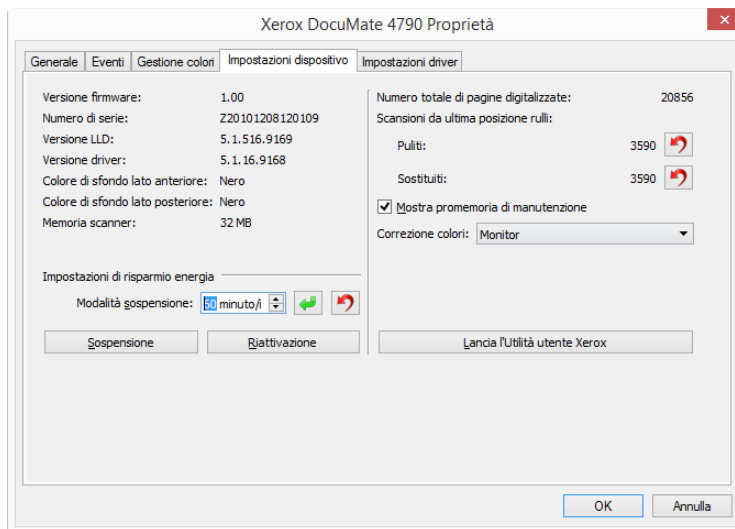 Xerox DocuMate 4790 Proprietà
Generale Eventi Gestione colori Impostazioni dispositivo Impostazioni driver
Versione firmware: 1.00
Numero di serie: Z20101208120109
Versione LLD: 5.1.516.9169
Versione driver: 5.1.16.9168
Colore di sfondo lato anteriore: Nero
Colore di sfondo lato posteriore: Nero
Memoria scanner: 32 MB
Impostazioni di risparmio energia
Modalità sospensione: 60 minuto/i
Sospensione Riattivazione
Numero totale di pagine digitalizzate: 20856
Scansioni da ultima posizione rulli:
Puliti: 3590
Sostituiti: 3590
Mostra promemoria di manutenzione
Correzione colori: Monitor
Lancia l'Utilità utente Xerox
OK Annulla